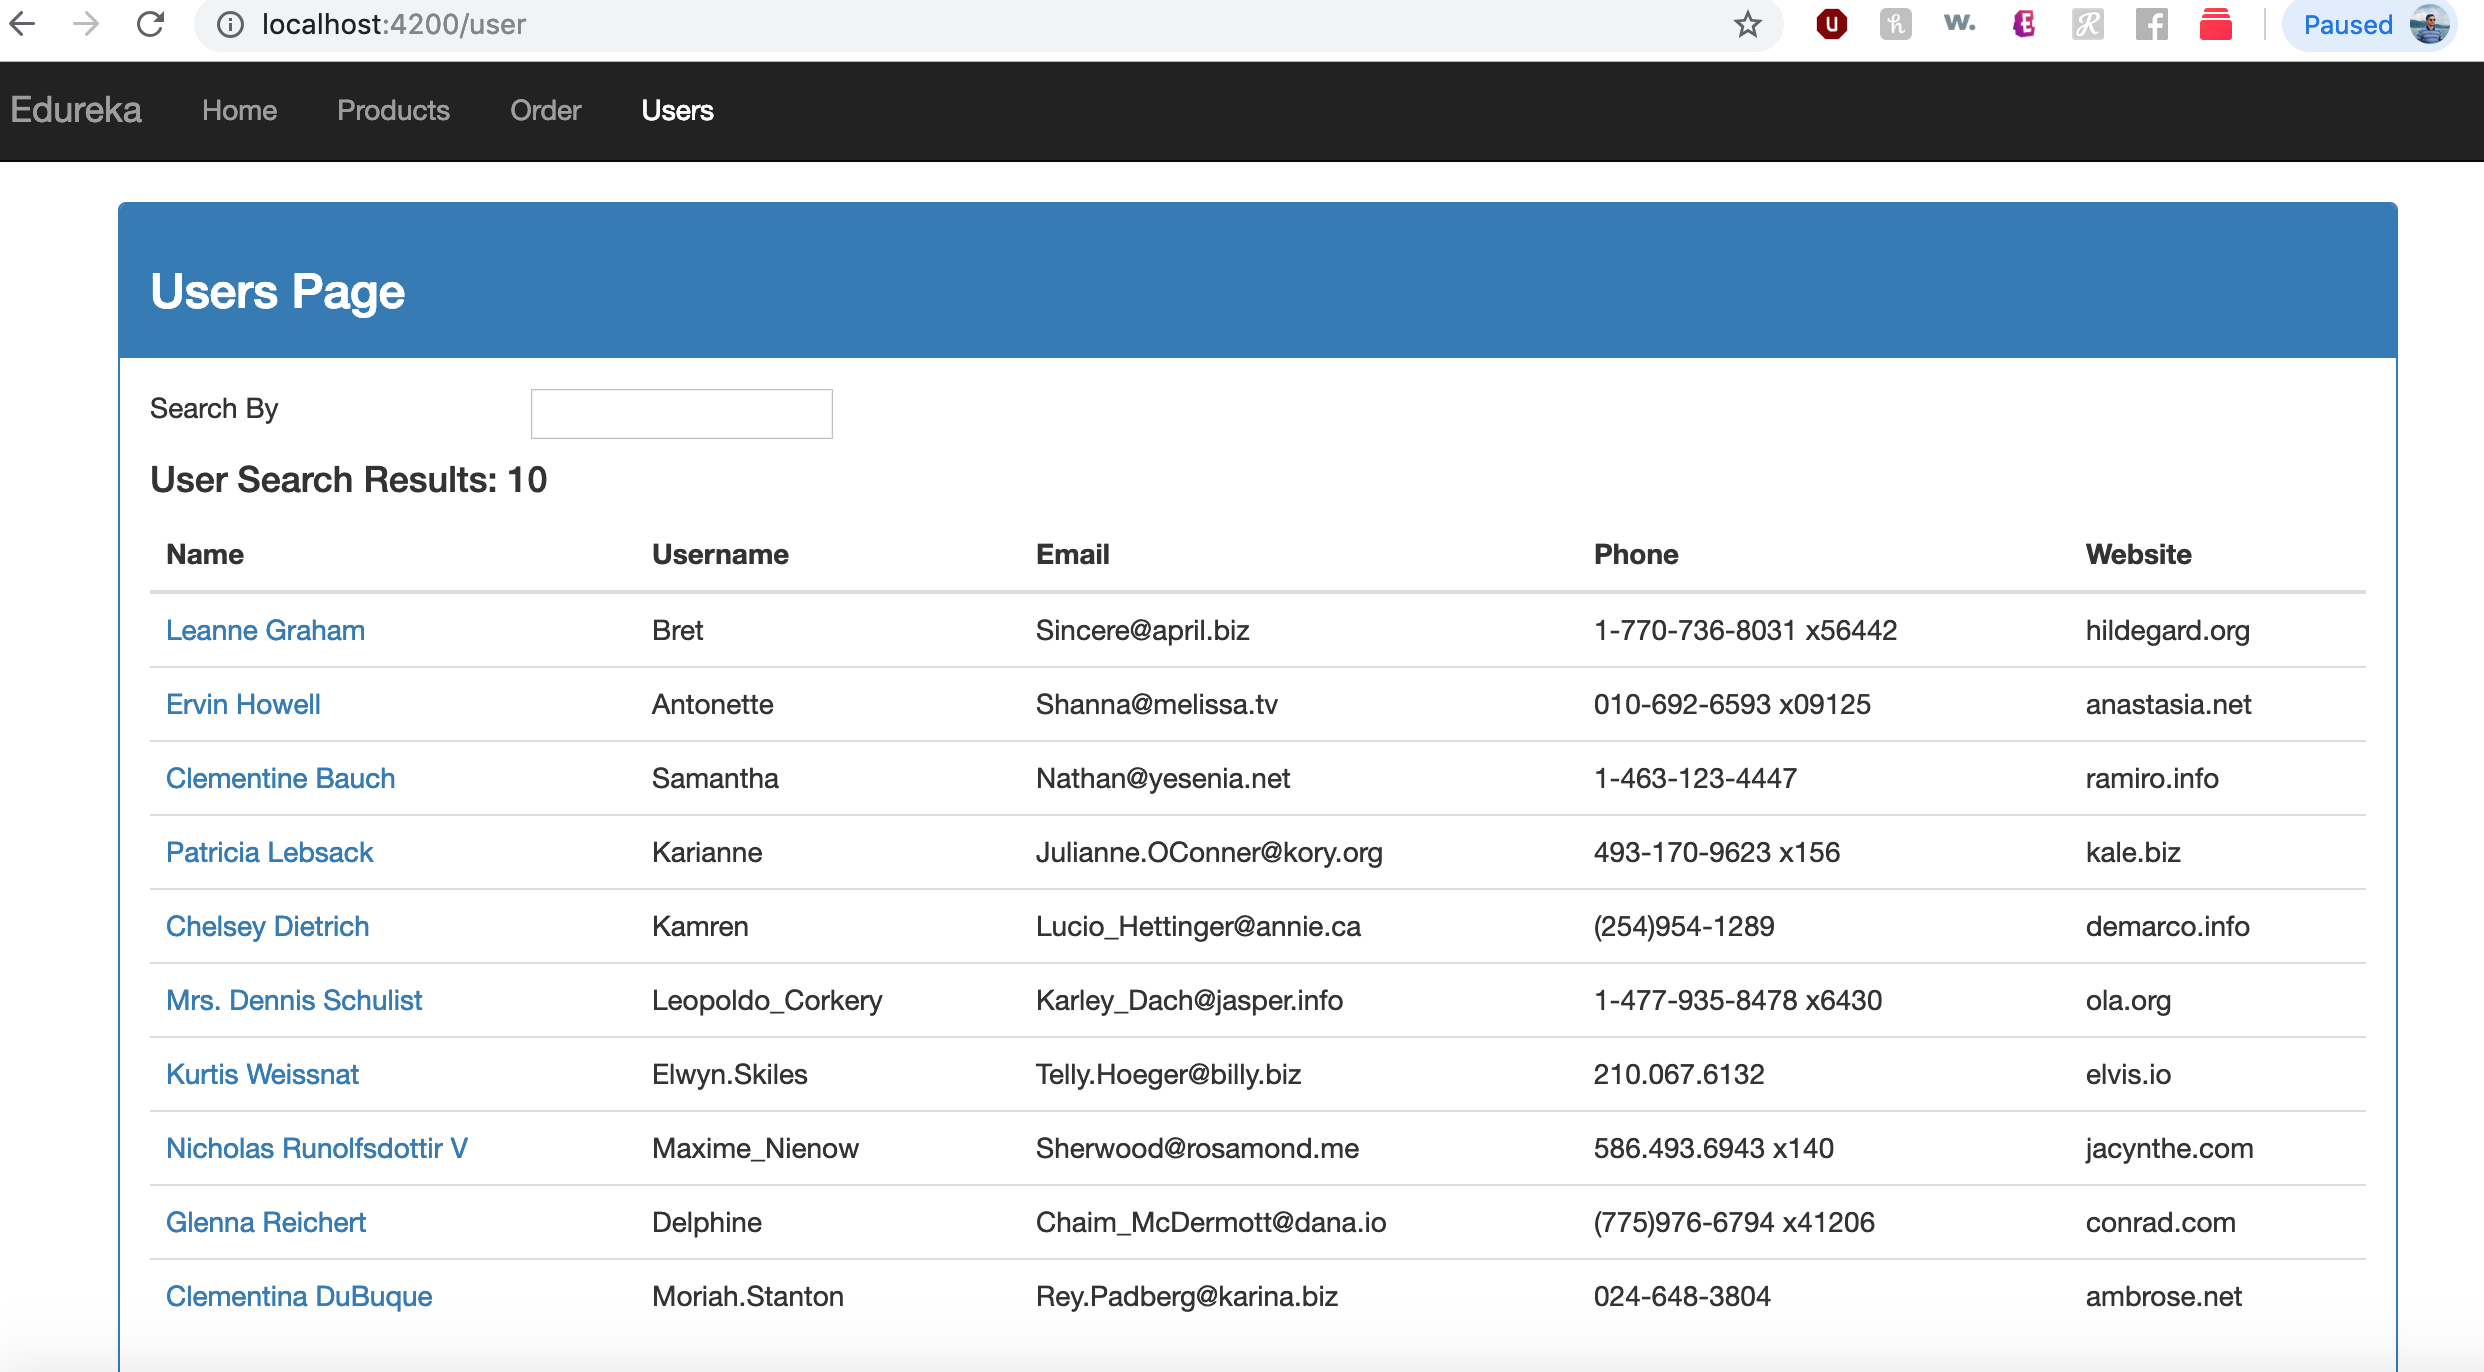 localhost:4200/user
Paused
Edureka Home Products Order Users
Users Page
Search By
User Search Results: 10
Name Username Email Phone Website
Leanne Graham Bret Sincere@april.biz 1-770-736-8031 x56442 hildegard.org
Ervin Howell Antonette Shanna@melissa.tv 010-692-6593 x09125 anastasia.net
Clementine Bauch Samantha Nathan@yesenia.net 1-463-123-4447 ramiro.info
Patricia Lebsack Karianne Julianne.OConner@kory.org 493-170-9623 x156 kale.biz
Chelsey Dietrich Kamren Lucio_Hettinger@annie.ca (254)954-1289 demarco.info
Mrs. Dennis Schulist Leopoldo_Corkery Karley_Dach@jasper.info 1-477-935-8478 x6430 ola.org
Kurtis Weissnat Elwyn.Skiles Telly.Hoeger@billy.biz 210.067.6132 elvis.io
Nicholas Runolfsdottir V Maxime_Nienow Sherwood@rosamond.me 586.493.6943 x140 jacynthe.com
Glenna Reichert Delphine Chaim_McDermott@dana.io (775)976-6794 x41206 conrad.com
Clementina DuBuque Moriah.Stanton Rey.Padberg@karina.biz 024-648-3804 ambrose.net